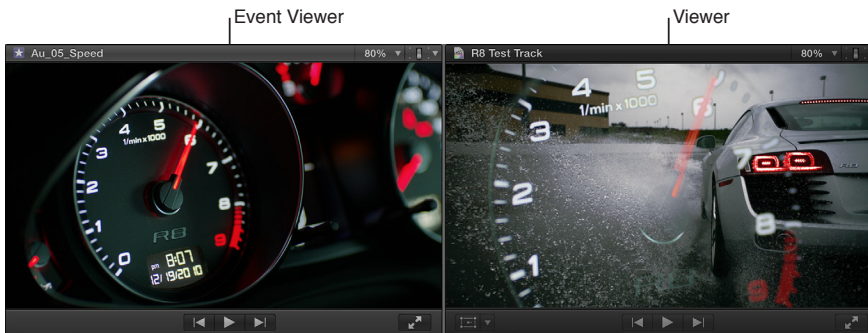 Event Viewer
Viewer
Au_05_Speed
80%
R8 Test Track
80%
4
5
1/min x 1000
6
3
7
2
8
1
9
0
R8
pm 8:07
12/19/2010
4
5
6
1/min x 1000
3
7
2
8
1
9